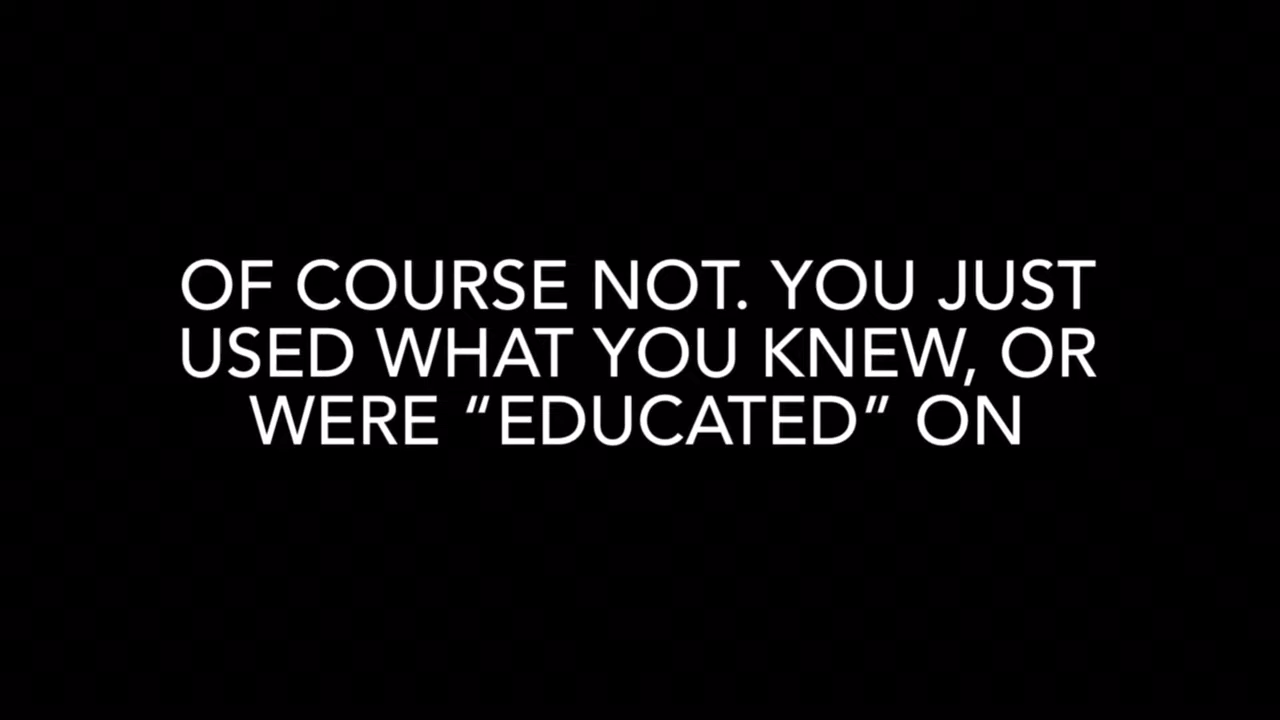 OF COURSE NOT. YOU JUST
USED WHAT YOU KNEW, OR
WERE “EDUCATED” ON